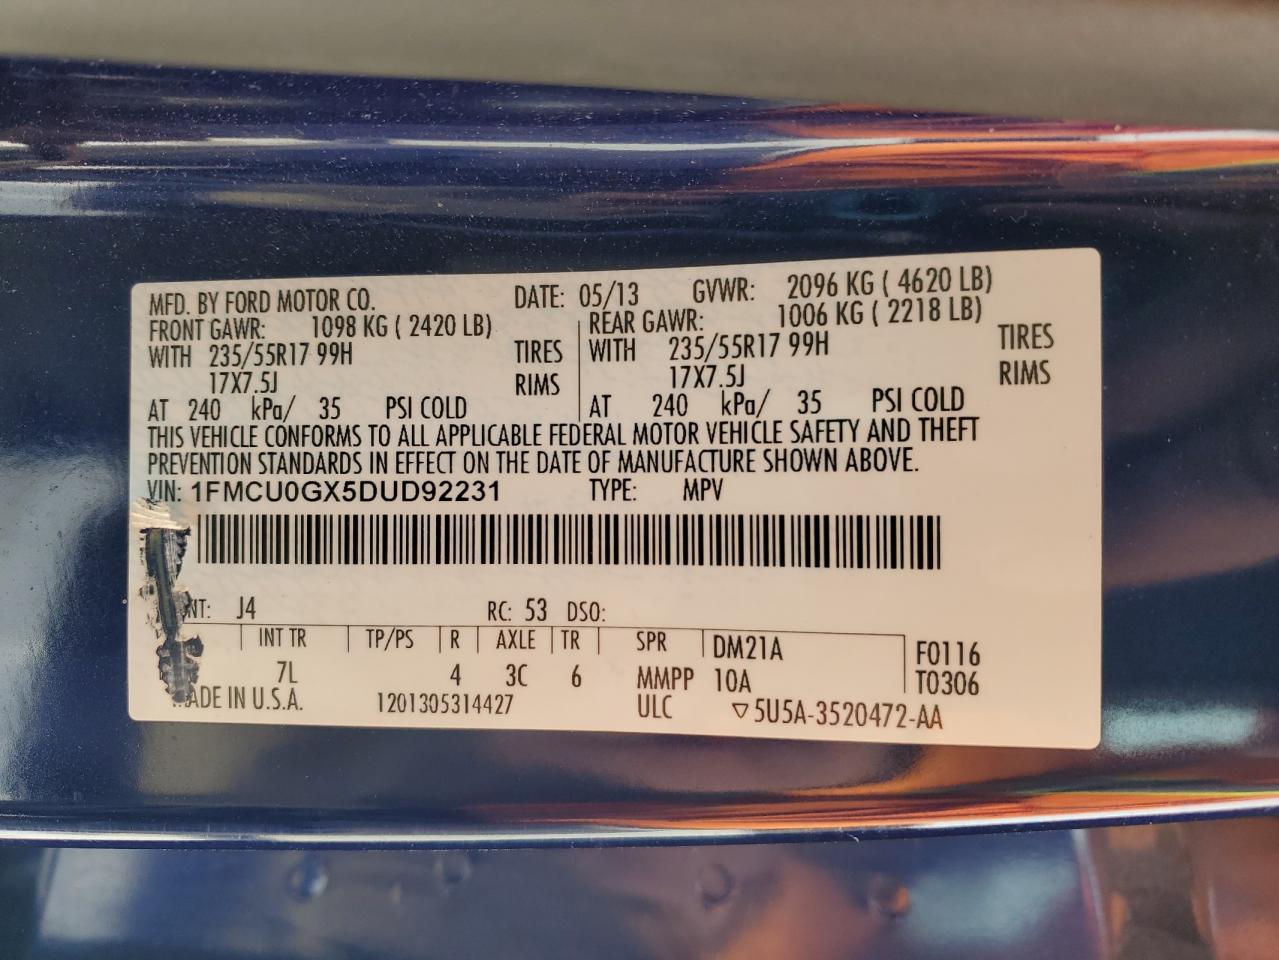 MFD. BY FORD MOTOR CO. DATE: 05/13 GVWR: 2096 KG ( 4620 LB)
FRONT GAWR: 1098 KG ( 2420 LB) REAR GAWR: 1006 KG ( 2218 LB)
WITH 235/55R17 99H TIRES WITH 235/55R17 99H TIRES
17X7.5J RIMS 17X7.5J RIMS
AT 240 kPa/ 35 PSI COLD AT 240 kPa/ 35 PSI COLD
THIS VEHICLE CONFORMS TO ALL APPLICABLE FEDERAL MOTOR VEHICLE SAFETY AND THEFT
PREVENTION STANDARDS IN EFFECT ON THE DATE OF MANUFACTURE SHOWN ABOVE.
VIN: 1FMCU0GX5DUD92231 TYPE: MPV
NT: J4 RC: 53 DSO:
INT TR TP/PS R AXLE TR SPR DM21A F0116
7L 4 3C 6 MMPP 10A T0306
ADE IN U.S.A. 1201305314427 ULC ▽5U5A-3520472-AA